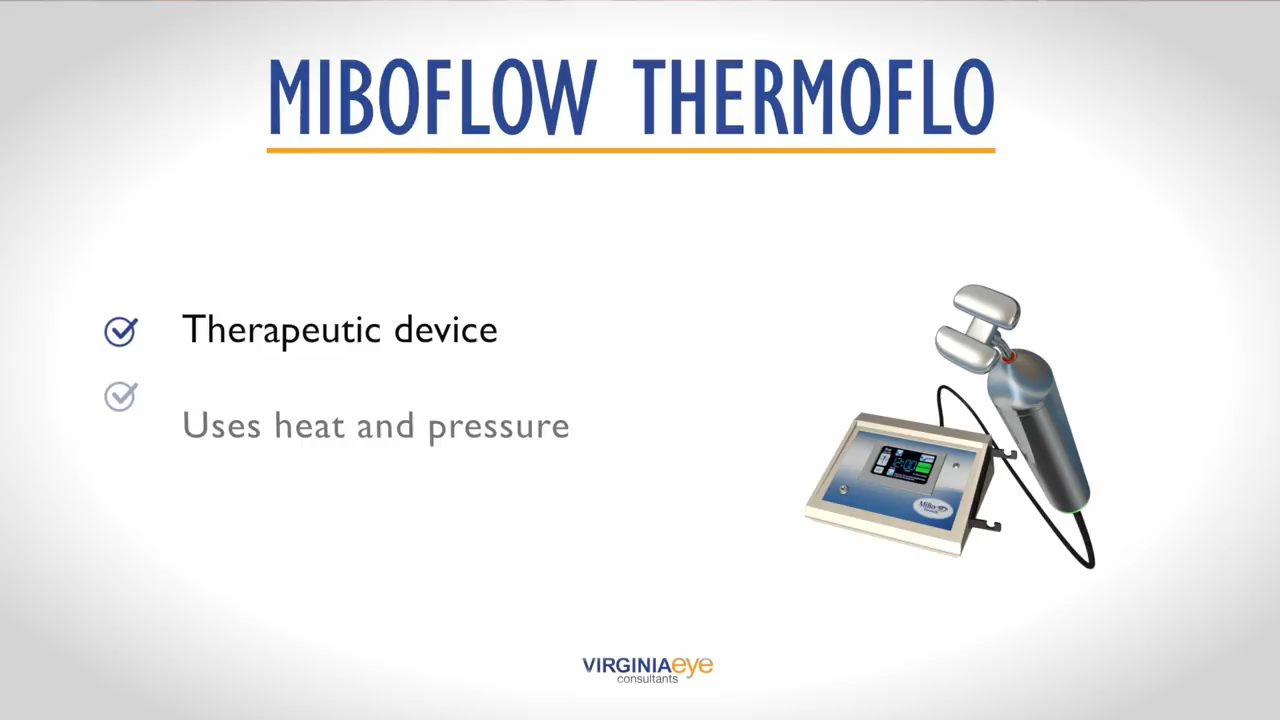 MIBOFLOW THERMOFLO
Therapeutic device
Uses heat and pressure
VIRGINIAeye
consultants